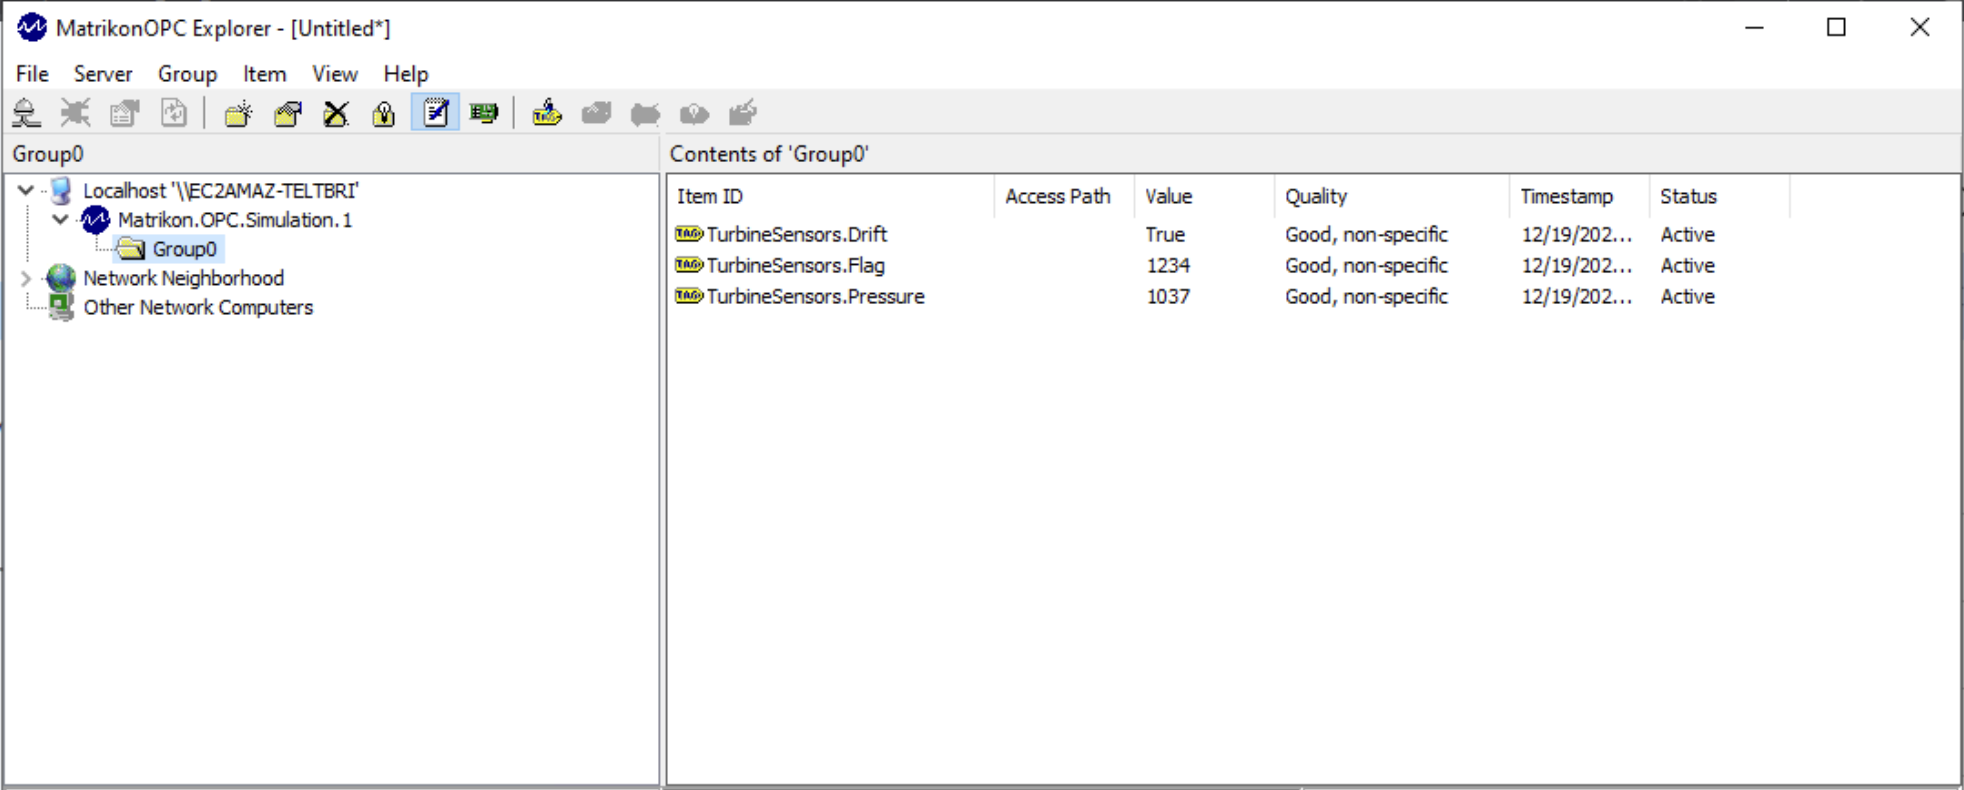 MatrikonOPC Explorer - [Untitled*]
File Server Group Item View Help
Group0
Contents of 'Group0'
Localhost '\\EC2AMAZ-TELTBRI'
Matrikon.OPC.Simulation.1
Group0
Network Neighborhood
Other Network Computers
Item ID Access Path Value Quality Timestamp Status
TAG TurbineSensors.Drift True Good, non-specific 12/19/202... Active
TAG TurbineSensors.Flag 1234 Good, non-specific 12/19/202... Active
TAG TurbineSensors.Pressure 1037 Good, non-specific 12/19/202... Active